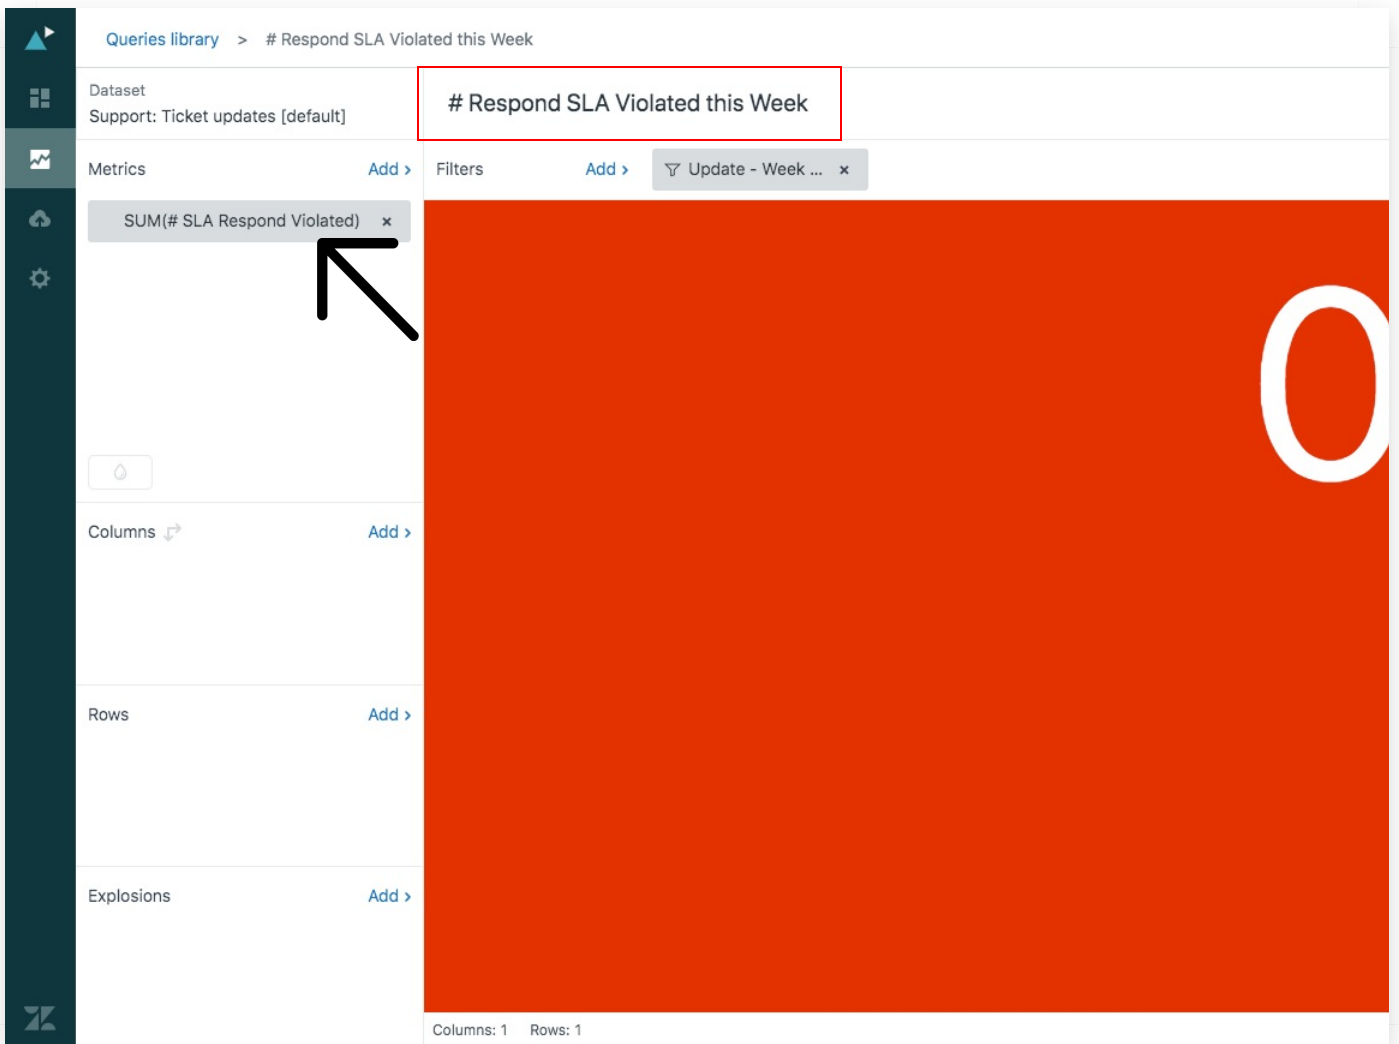 Queries library > # Respond SLA Violated this Week
Dataset
Support: Ticket updates [default]
# Respond SLA Violated this Week
Metrics Add >
Filters Add > Update - Week ... ×
SUM(# SLA Respond Violated) ×
0
Columns Add >
Rows Add >
Explosions Add >
Columns: 1 Rows: 1